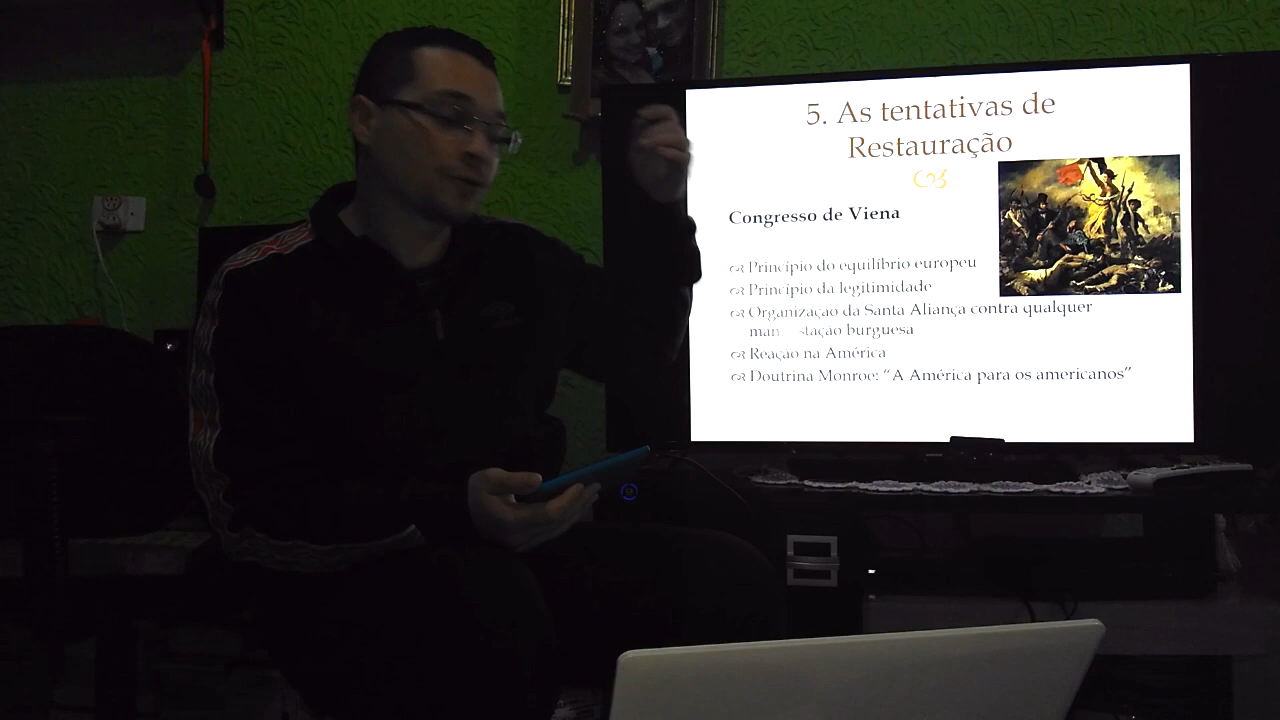 5. As tentativas de
Restauração
Congresso de Viena
Princípio do equilíbrio europeu
Princípio da legitimidade
Organização da Santa Aliança contra qualquer
burguesa
Reação na América
Doutrina Monroe: “A América para os americanos”